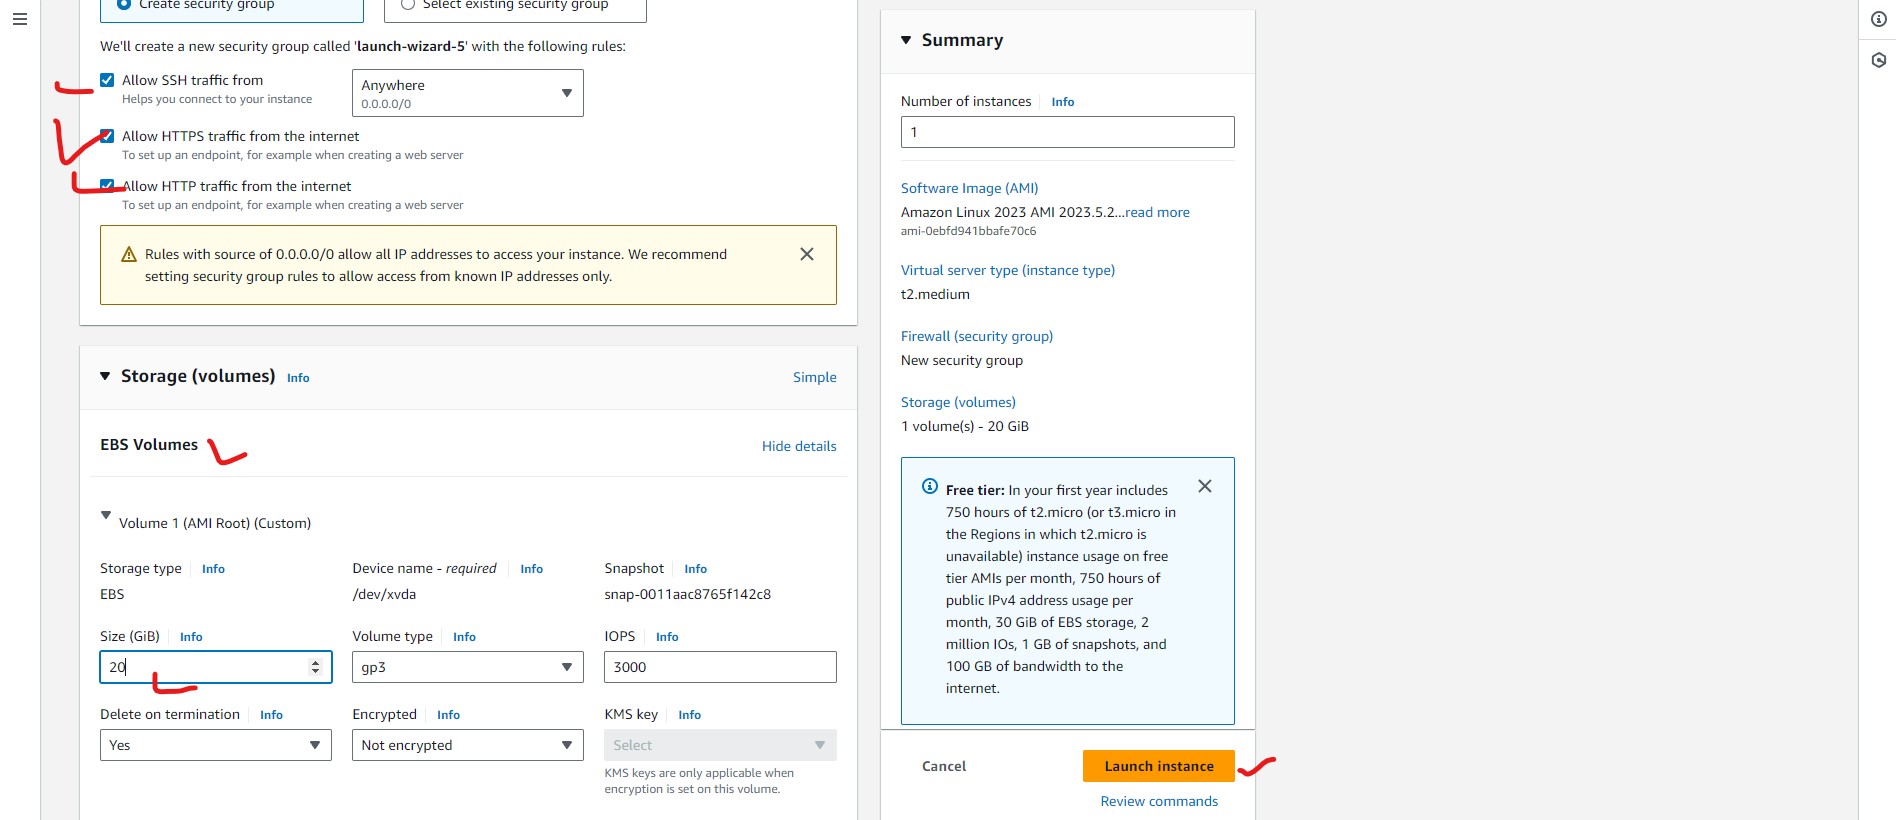 Create security group
Select existing security group
We'll create a new security group called 'launch-wizard-5' with the following rules:
Allow SSH traffic from
Helps you connect to your instance
Anywhere
0.0.0.0/0
Allow HTTPS traffic from the internet
To set up an endpoint, for example when creating a web server
Allow HTTP traffic from the internet
To set up an endpoint, for example when creating a web server
Rules with source of 0.0.0.0/0 allow all IP addresses to access your instance. We recommend
setting security group rules to allow access from known IP addresses only.
Storage (volumes) Info
Simple
EBS Volumes
Hide details
Volume 1 (AMI Root) (Custom)
Storage type Info
EBS
Device name - required Info
/dev/xvda
Snapshot Info
snap-0011aac8765f142c8
Size (GiB) Info
20
Volume type Info
gp3
IOPS Info
3000
Delete on termination Info
Yes
Encrypted Info
Not encrypted
KMS key Info
Select
KMS keys are only applicable when
encryption is set on this volume.
Summary
Number of instances Info
1
Software Image (AMI)
Amazon Linux 2023 AMI 2023.5.2...read more
ami-0ebfd941bbafe70c6
Virtual server type (instance type)
t2.medium
Firewall (security group)
New security group
Storage (volumes)
1 volume(s) - 20 GiB
Free tier: In your first year includes
750 hours of t2.micro (or t3.micro in
the Regions in which t2.micro is
unavailable) instance usage on free
tier AMIs per month, 750 hours of
public IPv4 address usage per
month, 30 GiB of EBS storage, 2
million IOs, 1 GB of snapshots, and
100 GB of bandwidth to the
internet.
Cancel
Launch instance
Review commands